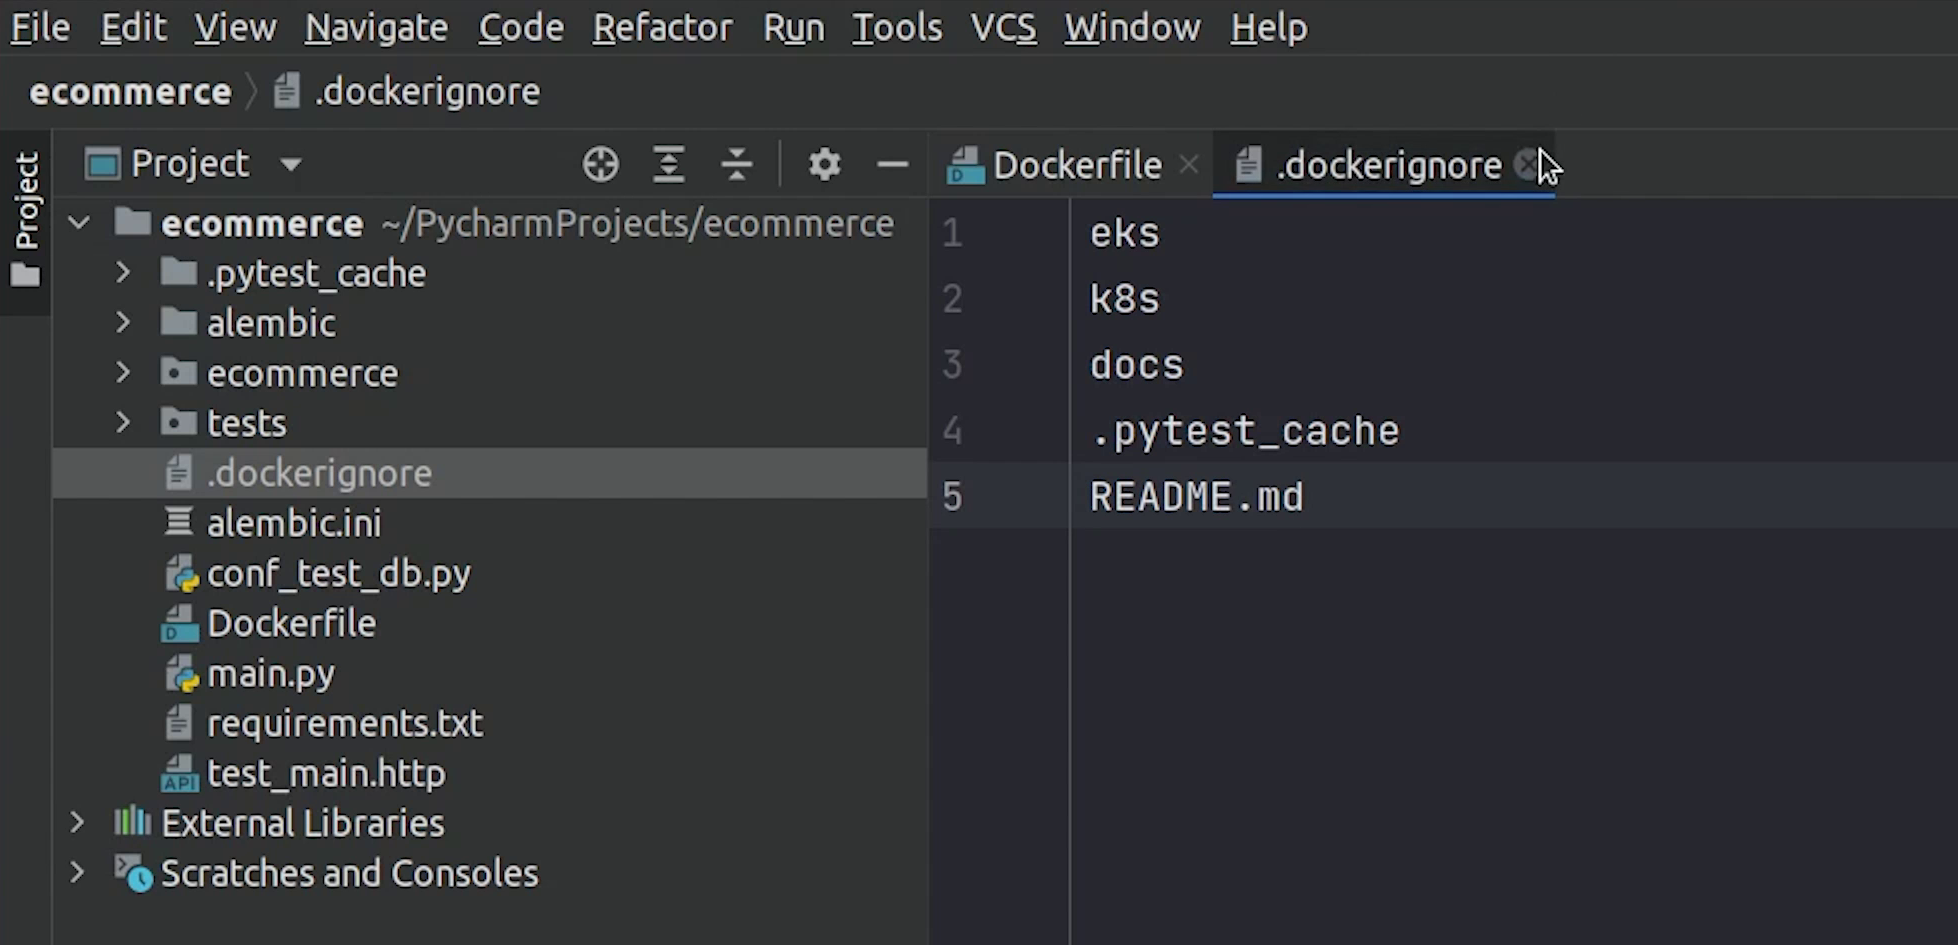 File Edit View Navigate Code Refactor Run Tools VCS Window Help
ecommerce .dockerignore
Project
Project
ecommerce ~/PycharmProjects/ecommerce
.pytest_cache
alembic
ecommerce
tests
.dockerignore
alembic.ini
conf_test_db.py
D Dockerfile
main.py
requirements.txt
API test_main.http
External Libraries
Scratches and Consoles
D Dockerfile .dockerignore
1 eks
2 k8s
3 docs
4 .pytest_cache
5 README.md